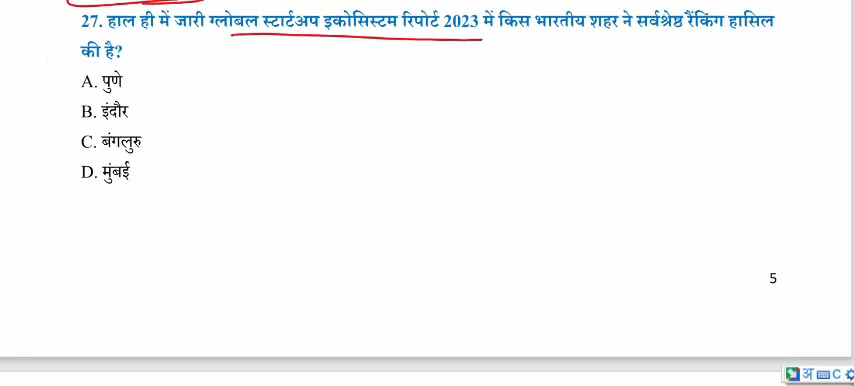 27. हाल ही में जारी ग्लोबल स्टार्टअप इकोसिस्टम रिपोर्ट 2023 में किस भारतीय शहर ने सर्वश्रेष्ठ रैंकिंग हासिल
की है?
A. पुणे
B. इंदौर
C. बंगलुरु
D. मुंबई
5
अ C